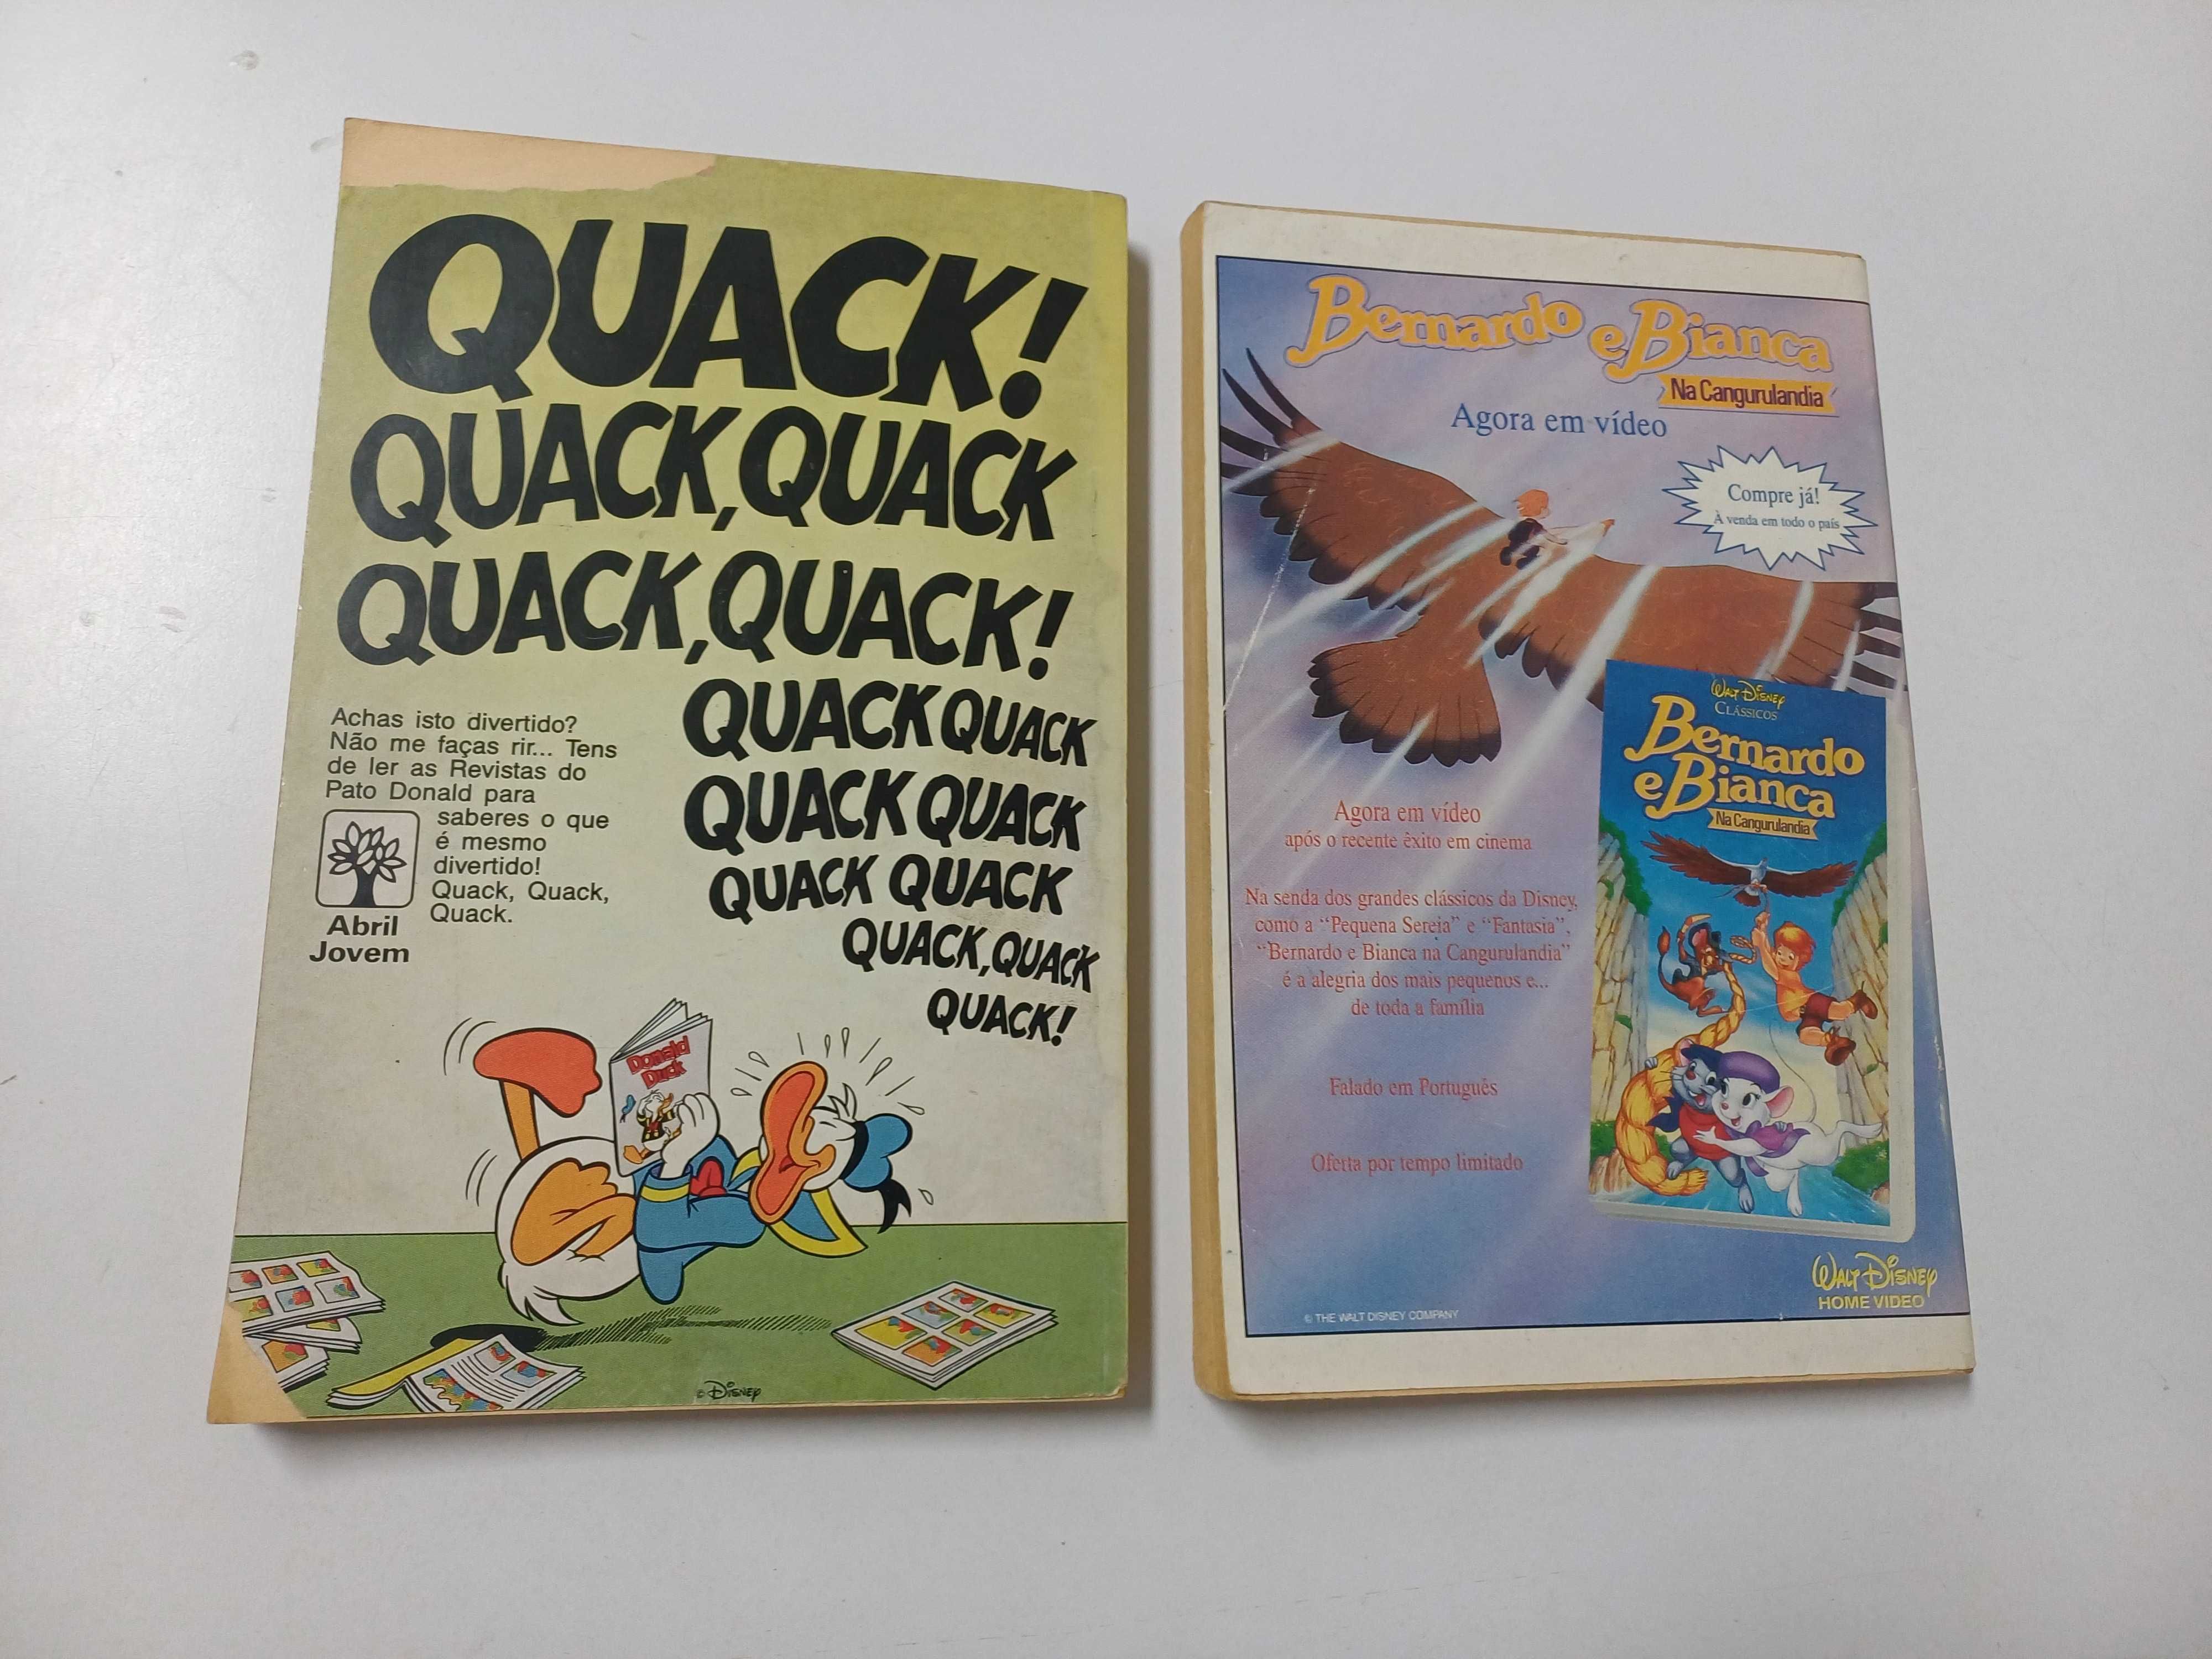 QUACK!
QUACK, QUACK
QUACK, QUACK!
QUACK QUACK
QUACK QUACK
QUACK QUACK
QUACK, QUACK
QUACK!
Achas isto divertido?
Não me faças rir... Tens
de ler as Revistas do
Pato Donald para
saberes o que
é mesmo
divertido!
Quack, Quack,
Quack.
Abril
Jovem
Donald
Duck
© Disney
Bernardo e Bianca
Na Cangurulandia
Agora em vídeo
Compre já!
À venda em todo o país
WALT DISNEY
CLÁSSICOS
Bernardo
e Bianca
Na Cangurulandia
Agora em vídeo
após o recente êxito em cinema
Na senda dos grandes clássicos da Disney,
como a “Pequena Sereia” e “Fantasia”,
“Bernardo e Bianca na Cangurulandia”
é a alegria dos mais pequenos e...
de toda a família
Falado em Português
Oferta por tempo limitado
WALT DISNEY
HOME VIDEO
© THE WALT DISNEY COMPANY